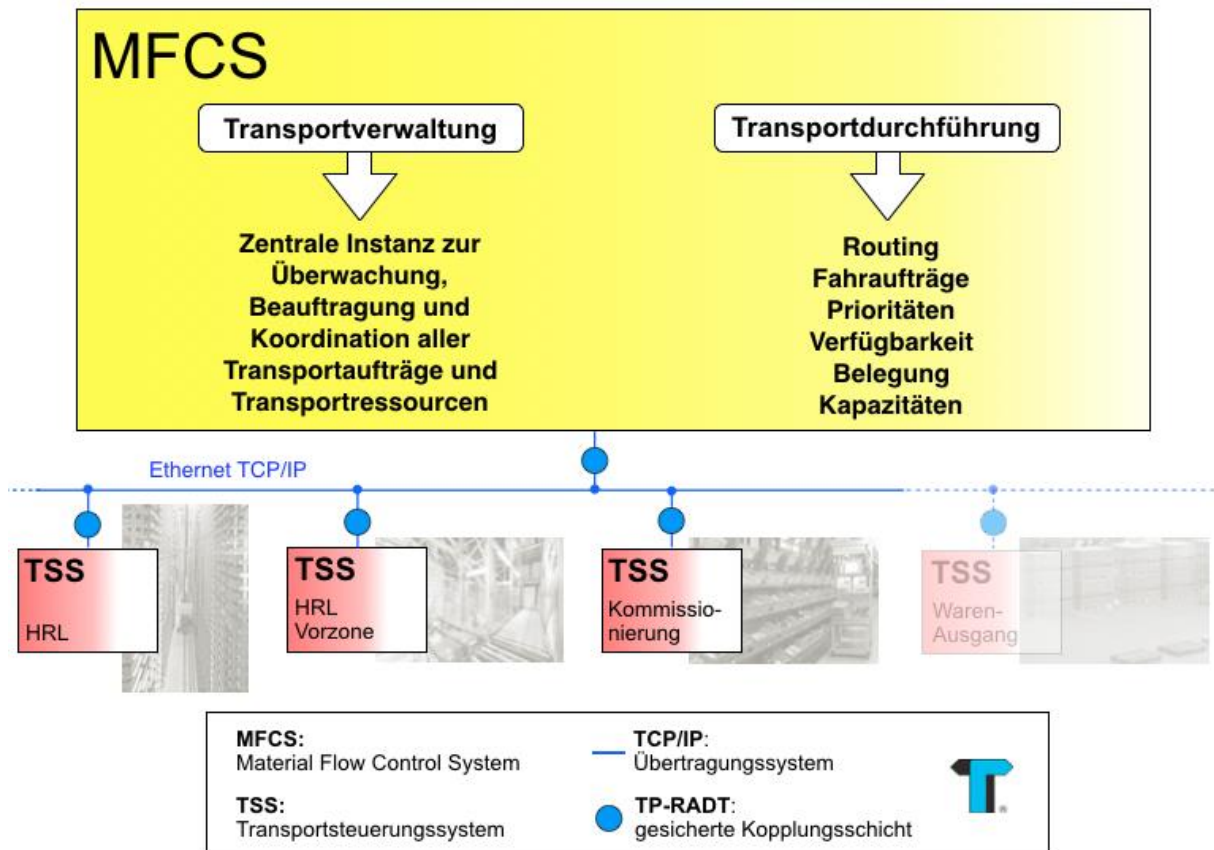 MFCS
Transportverwaltung
Zentrale Instanz zur
Überwachung,
Beauftragung und
Koordination aller
Transportaufträge und
Transportressourcen
Transportdurchführung
Routing
Fahraufträge
Prioritäten
Verfügbarkeit
Belegung
Kapazitäten
Ethernet TCP/IP
TSS
HRL
TSS
HRL
Vorzone
TSS
Kommissio-
nierung
TSS
Waren-
Ausgang
MFCS:
Material Flow Control System
TSS:
Transportsteuerungssystem
TCP/IP:
Übertragungssystem
TP-RADT:
gesicherte Kopplungsschicht
®